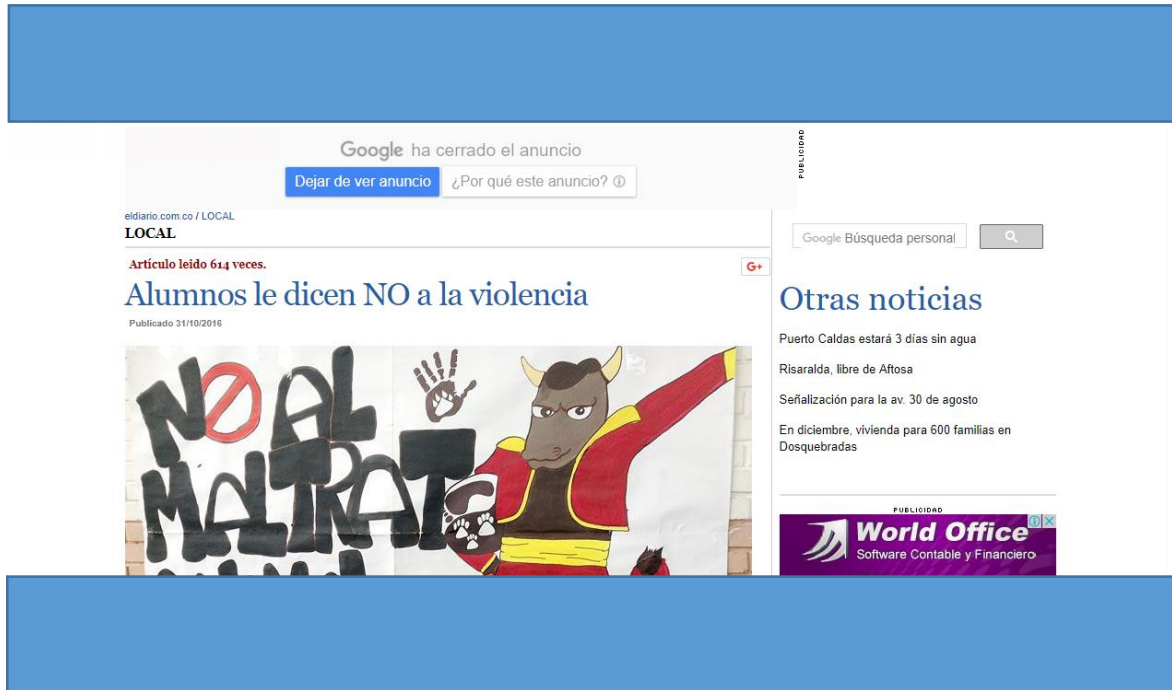 Google ha cerrado el anuncio
Dejar de ver anuncio
¿Por qué este anuncio?
PUBLICIDAD
eldiario.com.co / LOCAL
LOCAL
Artículo leido 614 veces.
G+
Alumnos le dicen NO a la violencia
Publicado 31/10/2016
NO AL
MALTRATO
Google Búsqueda personal
Otras noticias
Puerto Caldas estará 3 días sin agua
Risaralda, libre de Aftosa
Señalización para la av. 30 de agosto
En diciembre, vivienda para 600 familias en
Dosquebradas
PUBLICIDAD
World Office
Software Contable y Financiero